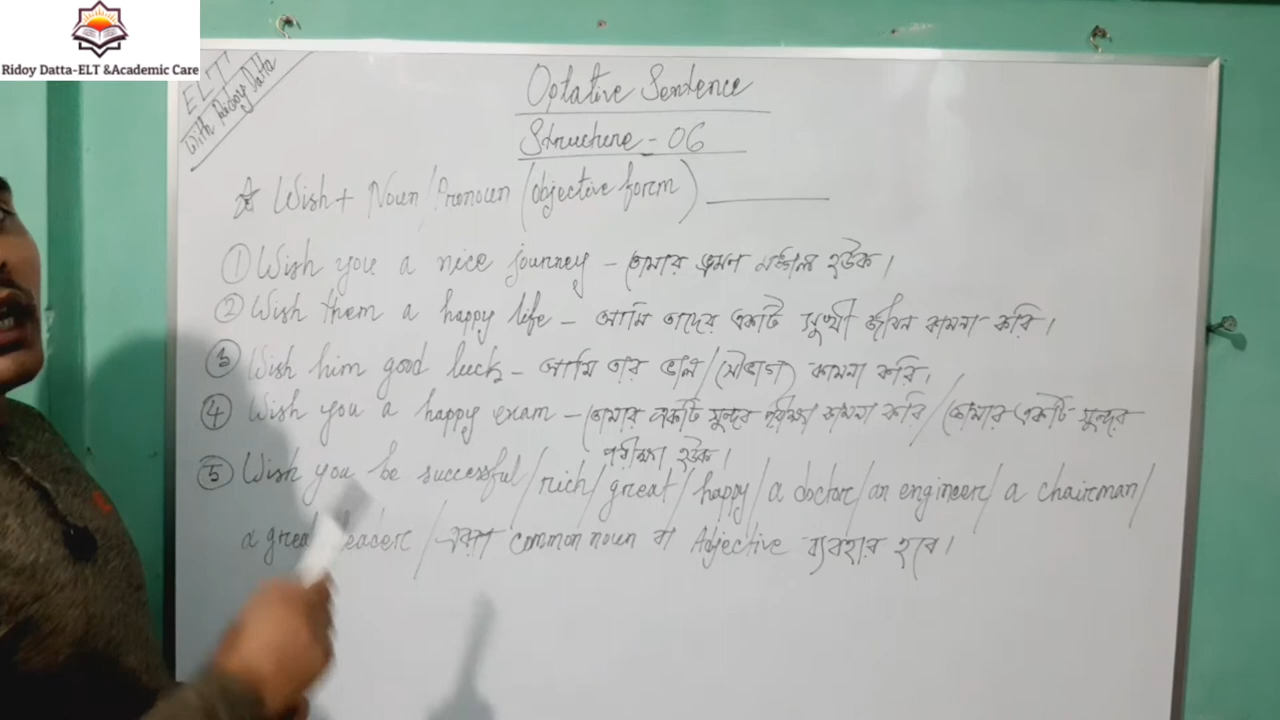 Ridoy Datta-ELT &Academic Care
ELT
With Ridoy Datta
Optative Sentence
Structure - 06
☆ Wish + Noun/Pronoun (objective form) ______
① Wish you a nice journey - তোমার ভ্রমণ মঙ্গল হউক।
② Wish them a happy life - আমি তাদের একটি সুখী জীবন কামনা করি।
③ Wish him good luck - আমি তার ভাল/(সৌভাগ্য) কামনা করি।
④ Wish you a happy exam - তোমার একটি সুন্দর পরীক্ষা কামনা করি/তোমার একটি সুন্দর
পরীক্ষা হউক।
⑤ Wish you be successful/rich/great/happy/a doctor/an engineer/a chairman/
a great leader/এরূপ common noun বা Adjective ব্যবহার হবে।